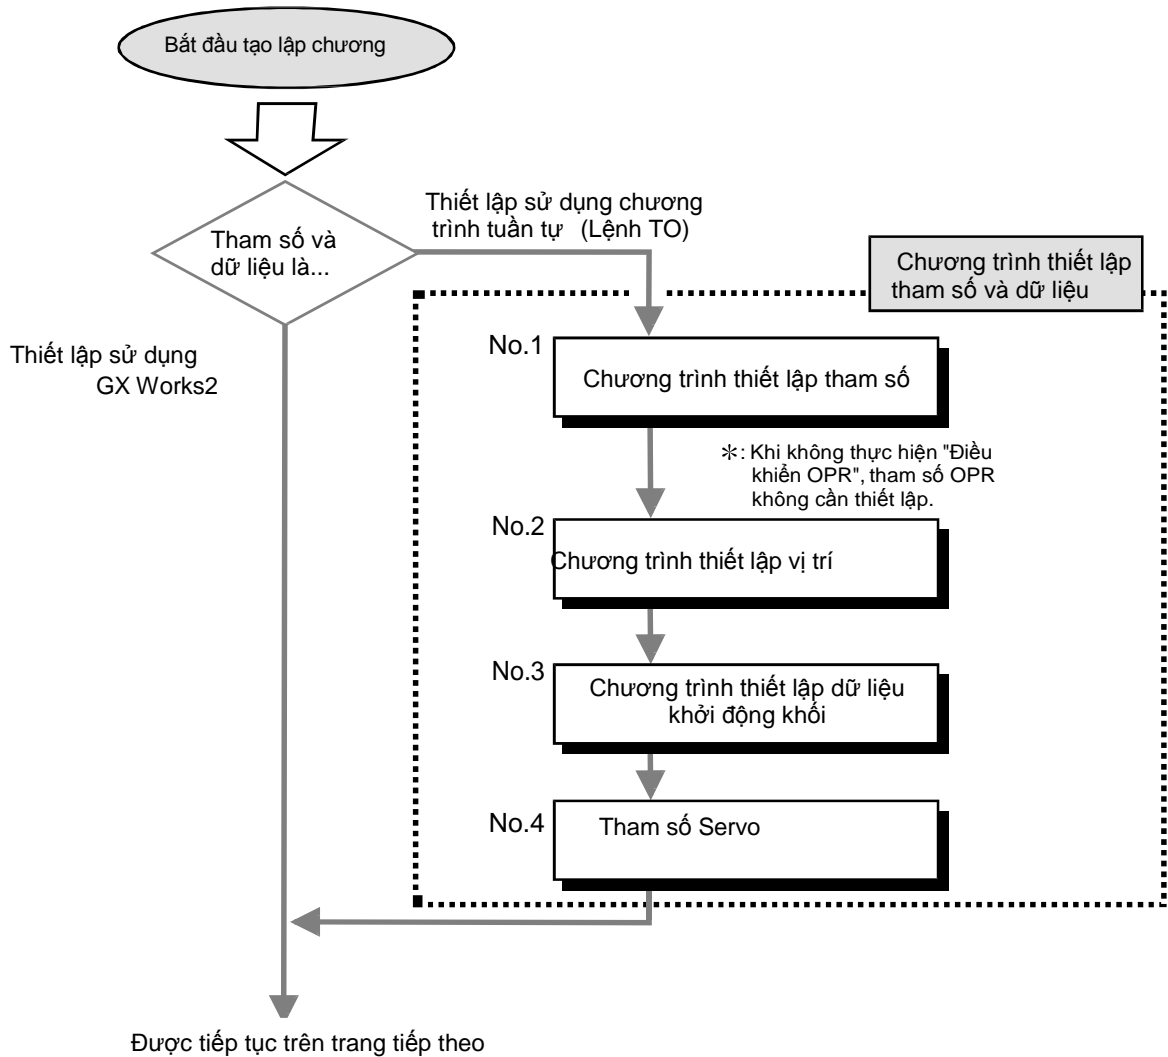 Bắt đầu tạo lập chương
Thiết lập sử dụng chương
trình tuần tự (Lệnh TO)
Tham số và
dữ liệu là...
Chương trình thiết lập
tham số và dữ liệu
Thiết lập sử dụng
GX Works2
No.1
Chương trình thiết lập tham số
*: Khi không thực hiện "Điều
khiển OPR", tham số OPR
không cần thiết lập.
No.2
Chương trình thiết lập vị trí
No.3
Chương trình thiết lập dữ liệu
khởi động khối
No.4
Tham số Servo
Được tiếp tục trên trang tiếp theo